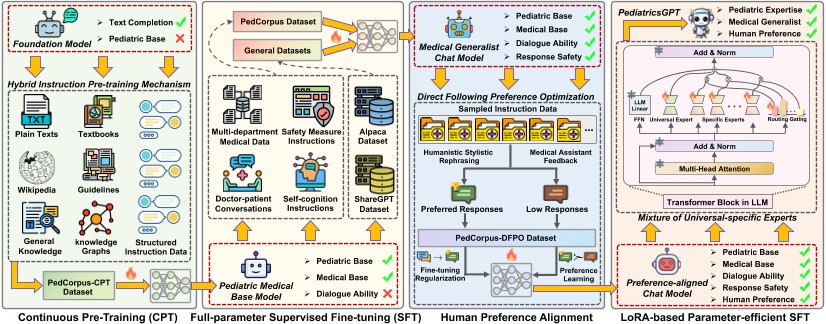 Foundation Model
Text Completion
Pediatric Base
Hybrid Instruction Pre-training Mechanism
TXT
Plain Texts
Textbooks
Wikipedia
Guidelines
General
Knowledge
knowledge
Graphs
Structured
Instruction Data
PedCorpus-CPT
Dataset
Continuous Pre-Training (CPT)
PedCorpus Dataset
General Datasets
Multi-department
Medical Data
Safety Measure
Instructions
Alpaca
Dataset
Doctor-patient
Conversations
Self-cognition
Instructions
ShareGPT
Dataset
Pediatric Medical
Base Model
Pediatric Base
Medical Base
Dialogue Ability
Full-parameter Supervised Fine-tuning (SFT)
Medical Generalist
Chat Model
Pediatric Base
Medical Base
Dialogue Ability
Response Safety
Direct Following Preference Optimization
Sampled Instruction Data
...
Humanistic Stylistic
Rephrasing
Medical Assistant
Feedback
Preferred Responses
Low Responses
PedCorpus-DFPO Dataset
Fine-tuning
Regularization
Preference
Learning
Human Preference Alignment
PediatricsGPT
Pediatric Expertise
Medical Generalist
Human Preference
Add & Norm
LLM
Linear
FFN
Universal Expert
Specific Experts
Routing Gating
Add & Norm
Multi-Head Attention
Transformer Block in LLM
Mixture of Universal-specific Experts
Preference-aligned
Chat Model
Pediatric Base
Medical Base
Dialogue Ability
Response Safety
Human Preference
LoRA-based Parameter-efficient SFT